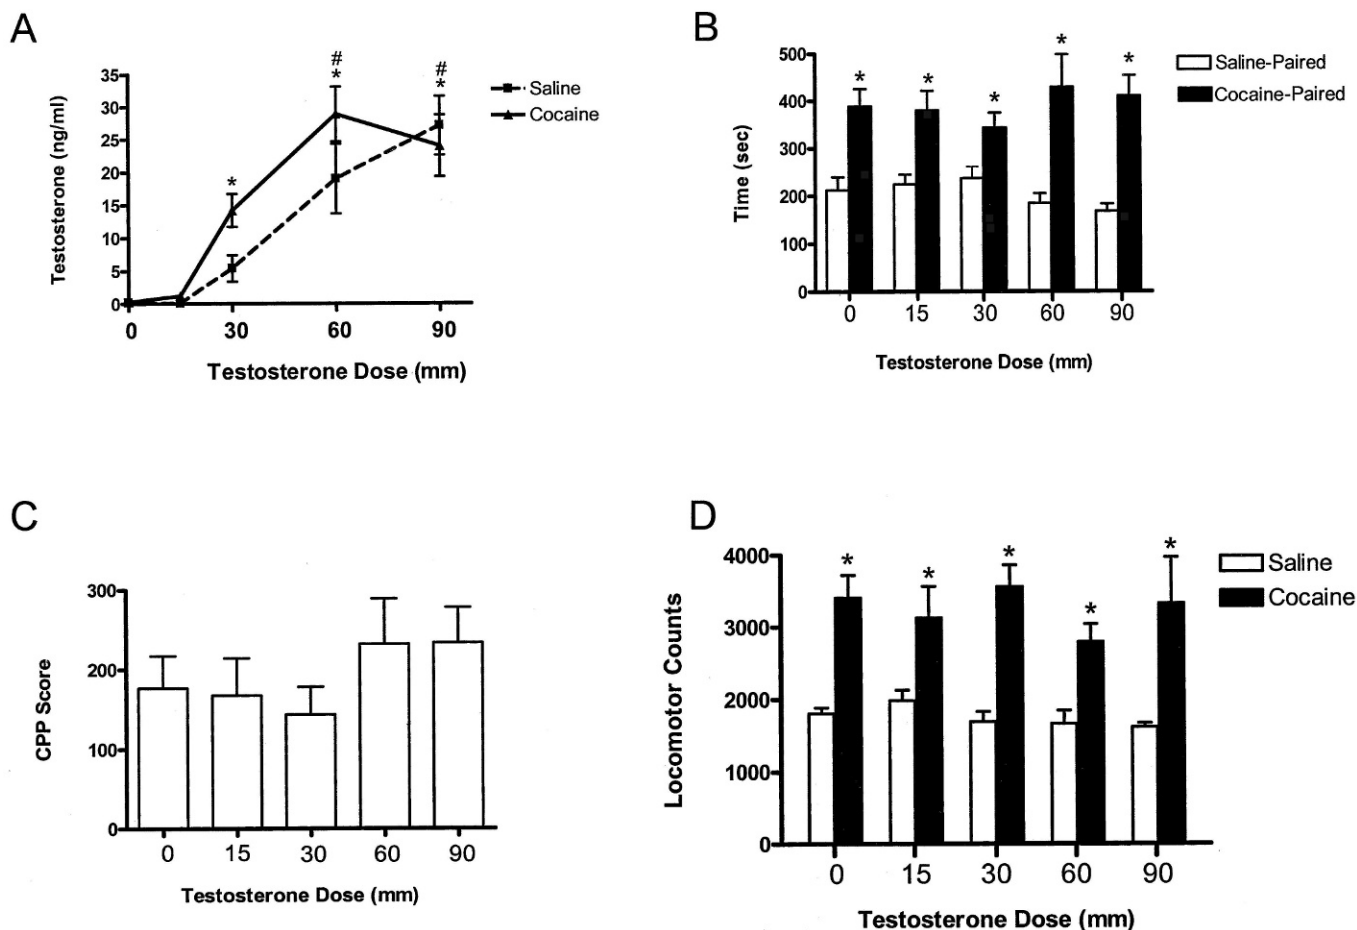 A
35
30
25
20
15
10
5
0
Testosterone (ng/ml)
*
#
*
#
*
0 30 60 90
Testosterone Dose (mm)
Saline
Cocaine
B
500
400
300
200
100
0
Time (sec)
* * * * *
0 15 30 60 90
Testosterone Dose (mm)
Saline-Paired
Cocaine-Paired
C
300
200
100
0
CPP Score
0 15 30 60 90
Testosterone Dose (mm)
D
4000
3000
2000
1000
0
Locomotor Counts
* * * * *
0 15 30 60 90
Testosterone Dose (mm)
Saline
Cocaine